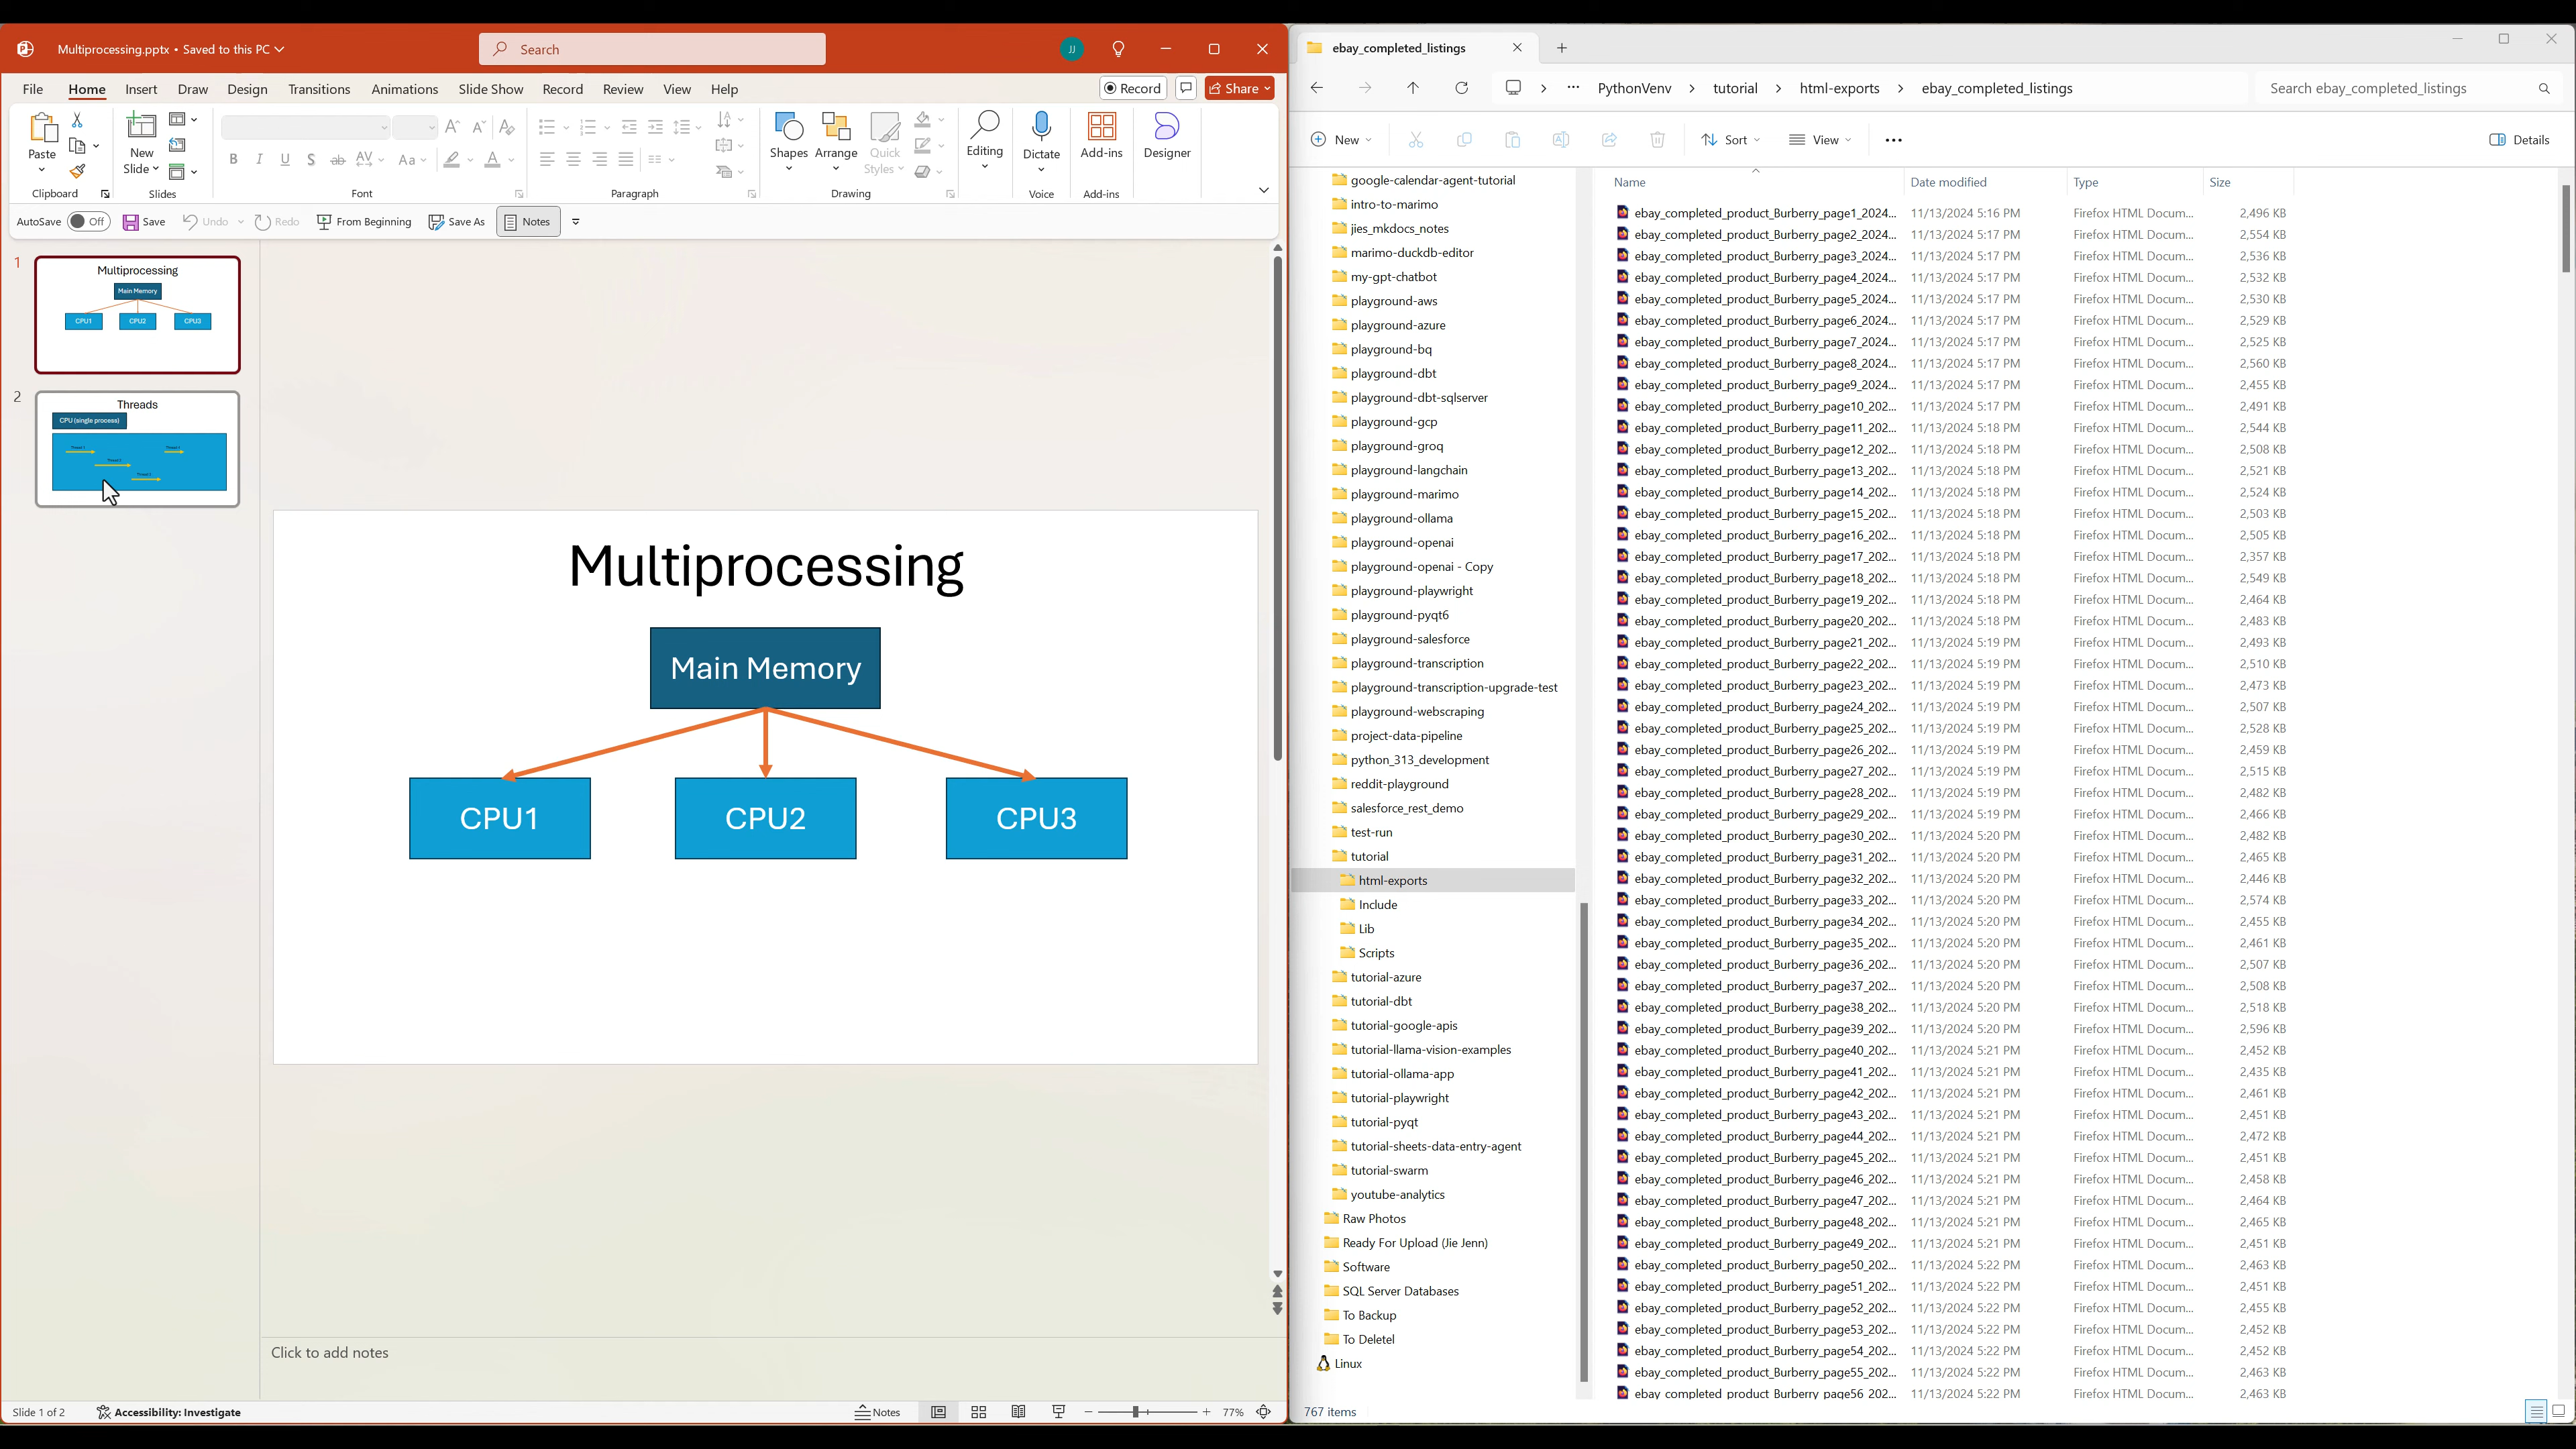 Multiprocessing.pptx • Saved to this PC
Search
JJ
File Home Insert Draw Design Transitions Animations Slide Show Record Review View Help
Record
Share
Paste
New Slide
Shapes
Arrange
Quick Styles
Editing
Dictate
Add-ins
Designer
Clipboard
Slides
Font
Paragraph
Drawing
Voice
Add-ins
AutoSave Off Save Undo Redo From Beginning Save As Notes
1
Multiprocessing
Main Memory
CPU1 CPU2 CPU3
2
Threads
CPU (single process)
Multiprocessing
Main Memory
CPU1 CPU2 CPU3
Click to add notes
Slide 1 of 2 Accessibility: Investigate Notes 77%
ebay_completed_listings
PythonVenv > tutorial > html-exports > ebay_completed_listings
Search ebay_completed_listings
New Sort View Details
google-calendar-agent-tutorial
intro-to-marimo
jies_mkdocs_notes
marimo-duckdb-editor
my-gpt-chatbot
playground-aws
playground-azure
playground-bq
playground-dbt
playground-dbt-sqlserver
playground-gcp
playground-groq
playground-langchain
playground-marimo
playground-ollama
playground-openai
playground-openai - Copy
playground-playwright
playground-pyqt6
playground-salesforce
playground-transcription
playground-transcription-upgrade-test
playground-webscraping
project-data-pipeline
python_313_development
reddit-playground
salesforce_rest_demo
test-run
tutorial
html-exports
Include
Lib
Scripts
tutorial-azure
tutorial-dbt
tutorial-google-apis
tutorial-llama-vision-examples
tutorial-ollama-app
tutorial-playwright
tutorial-pyqt
tutorial-sheets-data-entry-agent
tutorial-swarm
youtube-analytics
Raw Photos
Ready For Upload (Jie Jenn)
Software
SQL Server Databases
To Backup
To Deletel
Linux
Name Date modified Type Size
ebay_completed_product_Burberry_page1_2024... 11/13/2024 5:16 PM Firefox HTML Docum... 2,496 KB
ebay_completed_product_Burberry_page2_2024... 11/13/2024 5:17 PM Firefox HTML Docum... 2,554 KB
ebay_completed_product_Burberry_page3_2024... 11/13/2024 5:17 PM Firefox HTML Docum... 2,536 KB
ebay_completed_product_Burberry_page4_2024... 11/13/2024 5:17 PM Firefox HTML Docum... 2,532 KB
ebay_completed_product_Burberry_page5_2024... 11/13/2024 5:17 PM Firefox HTML Docum... 2,530 KB
ebay_completed_product_Burberry_page6_2024... 11/13/2024 5:17 PM Firefox HTML Docum... 2,529 KB
ebay_completed_product_Burberry_page7_2024... 11/13/2024 5:17 PM Firefox HTML Docum... 2,525 KB
ebay_completed_product_Burberry_page8_2024... 11/13/2024 5:17 PM Firefox HTML Docum... 2,560 KB
ebay_completed_product_Burberry_page9_2024... 11/13/2024 5:17 PM Firefox HTML Docum... 2,455 KB
ebay_completed_product_Burberry_page10_202... 11/13/2024 5:17 PM Firefox HTML Docum... 2,491 KB
ebay_completed_product_Burberry_page11_202... 11/13/2024 5:18 PM Firefox HTML Docum... 2,544 KB
ebay_completed_product_Burberry_page12_202... 11/13/2024 5:18 PM Firefox HTML Docum... 2,508 KB
ebay_completed_product_Burberry_page13_202... 11/13/2024 5:18 PM Firefox HTML Docum... 2,521 KB
ebay_completed_product_Burberry_page14_202... 11/13/2024 5:18 PM Firefox HTML Docum... 2,524 KB
ebay_completed_product_Burberry_page15_202... 11/13/2024 5:18 PM Firefox HTML Docum... 2,503 KB
ebay_completed_product_Burberry_page16_202... 11/13/2024 5:18 PM Firefox HTML Docum... 2,505 KB
ebay_completed_product_Burberry_page17_202... 11/13/2024 5:18 PM Firefox HTML Docum... 2,357 KB
ebay_completed_product_Burberry_page18_202... 11/13/2024 5:18 PM Firefox HTML Docum... 2,549 KB
ebay_completed_product_Burberry_page19_202... 11/13/2024 5:18 PM Firefox HTML Docum... 2,464 KB
ebay_completed_product_Burberry_page20_202... 11/13/2024 5:18 PM Firefox HTML Docum... 2,483 KB
ebay_completed_product_Burberry_page21_202... 11/13/2024 5:19 PM Firefox HTML Docum... 2,493 KB
ebay_completed_product_Burberry_page22_202... 11/13/2024 5:19 PM Firefox HTML Docum... 2,510 KB
ebay_completed_product_Burberry_page23_202... 11/13/2024 5:19 PM Firefox HTML Docum... 2,473 KB
ebay_completed_product_Burberry_page24_202... 11/13/2024 5:19 PM Firefox HTML Docum... 2,507 KB
ebay_completed_product_Burberry_page25_202... 11/13/2024 5:19 PM Firefox HTML Docum... 2,528 KB
ebay_completed_product_Burberry_page26_202... 11/13/2024 5:19 PM Firefox HTML Docum... 2,459 KB
ebay_completed_product_Burberry_page27_202... 11/13/2024 5:19 PM Firefox HTML Docum... 2,515 KB
ebay_completed_product_Burberry_page28_202... 11/13/2024 5:19 PM Firefox HTML Docum... 2,482 KB
ebay_completed_product_Burberry_page29_202... 11/13/2024 5:19 PM Firefox HTML Docum... 2,466 KB
ebay_completed_product_Burberry_page30_202... 11/13/2024 5:20 PM Firefox HTML Docum... 2,482 KB
ebay_completed_product_Burberry_page31_202... 11/13/2024 5:20 PM Firefox HTML Docum... 2,465 KB
ebay_completed_product_Burberry_page32_202... 11/13/2024 5:20 PM Firefox HTML Docum... 2,446 KB
ebay_completed_product_Burberry_page33_202... 11/13/2024 5:20 PM Firefox HTML Docum... 2,574 KB
ebay_completed_product_Burberry_page34_202... 11/13/2024 5:20 PM Firefox HTML Docum... 2,455 KB
ebay_completed_product_Burberry_page35_202... 11/13/2024 5:20 PM Firefox HTML Docum... 2,461 KB
ebay_completed_product_Burberry_page36_202... 11/13/2024 5:20 PM Firefox HTML Docum... 2,507 KB
ebay_completed_product_Burberry_page37_202... 11/13/2024 5:20 PM Firefox HTML Docum... 2,508 KB
ebay_completed_product_Burberry_page38_202... 11/13/2024 5:20 PM Firefox HTML Docum... 2,518 KB
ebay_completed_product_Burberry_page39_202... 11/13/2024 5:20 PM Firefox HTML Docum... 2,596 KB
ebay_completed_product_Burberry_page40_202... 11/13/2024 5:21 PM Firefox HTML Docum... 2,452 KB
ebay_completed_product_Burberry_page41_202... 11/13/2024 5:21 PM Firefox HTML Docum... 2,435 KB
ebay_completed_product_Burberry_page42_202... 11/13/2024 5:21 PM Firefox HTML Docum... 2,461 KB
ebay_completed_product_Burberry_page43_202... 11/13/2024 5:21 PM Firefox HTML Docum... 2,451 KB
ebay_completed_product_Burberry_page44_202... 11/13/2024 5:21 PM Firefox HTML Docum... 2,472 KB
ebay_completed_product_Burberry_page45_202... 11/13/2024 5:21 PM Firefox HTML Docum... 2,451 KB
ebay_completed_product_Burberry_page46_202... 11/13/2024 5:21 PM Firefox HTML Docum... 2,458 KB
ebay_completed_product_Burberry_page47_202... 11/13/2024 5:21 PM Firefox HTML Docum... 2,464 KB
ebay_completed_product_Burberry_page48_202... 11/13/2024 5:21 PM Firefox HTML Docum... 2,465 KB
ebay_completed_product_Burberry_page49_202... 11/13/2024 5:21 PM Firefox HTML Docum... 2,451 KB
ebay_completed_product_Burberry_page50_202... 11/13/2024 5:22 PM Firefox HTML Docum... 2,463 KB
ebay_completed_product_Burberry_page51_202... 11/13/2024 5:22 PM Firefox HTML Docum... 2,451 KB
ebay_completed_product_Burberry_page52_202... 11/13/2024 5:22 PM Firefox HTML Docum... 2,455 KB
ebay_completed_product_Burberry_page53_202... 11/13/2024 5:22 PM Firefox HTML Docum... 2,452 KB
ebay_completed_product_Burberry_page54_202... 11/13/2024 5:22 PM Firefox HTML Docum... 2,452 KB
ebay_completed_product_Burberry_page55_202... 11/13/2024 5:22 PM Firefox HTML Docum... 2,463 KB
ebay_completed_product_Burberry_page56_202... 11/13/2024 5:22 PM Firefox HTML Docum... 2,463 KB
767 items